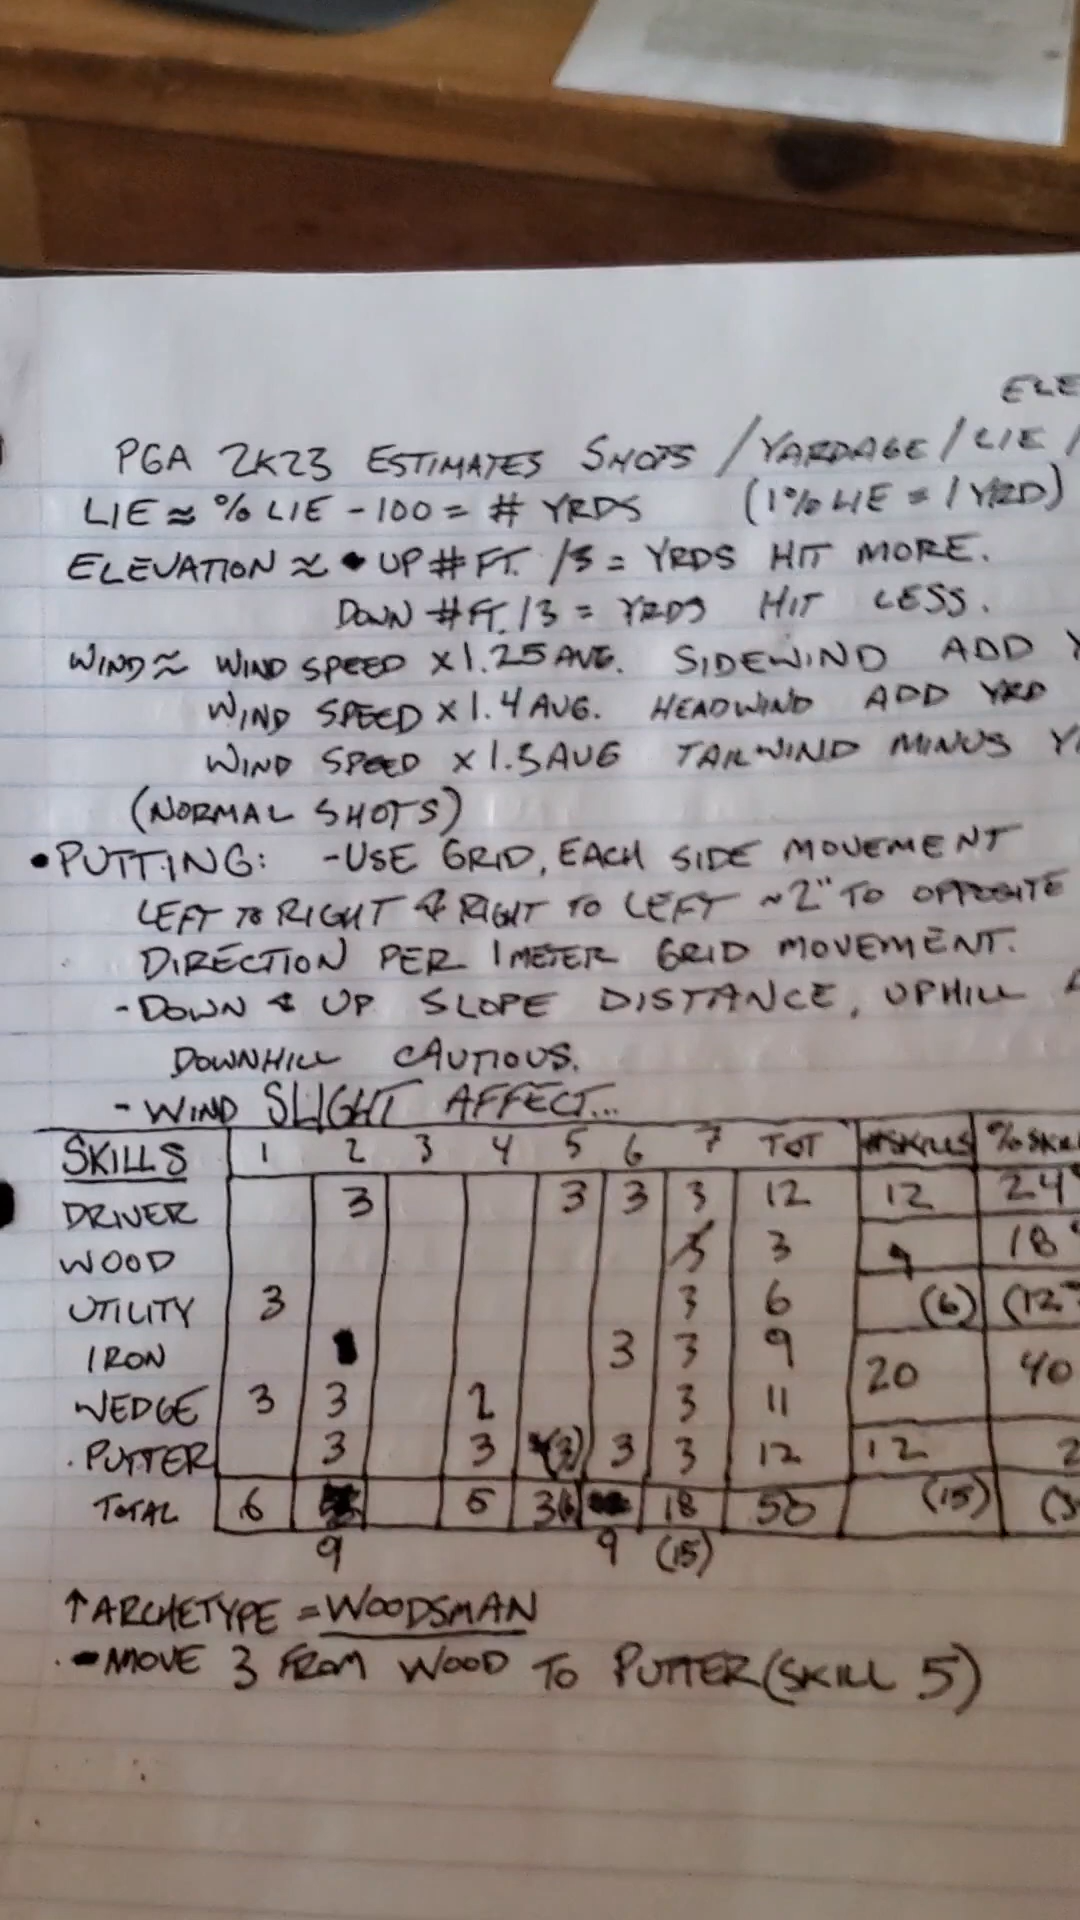 ELE
PGA 2K23 ESTIMATES SHOTS / YARDAGE / LIE /
LIE ≈ % LIE - 100 = # YRDS (1% LIE = 1 YRD)
ELEVATION ≈ • UP # FT. /3 = YRDS HIT MORE.
DOWN # FT. /3 = YRDS HIT LESS.
WIND ≈ WIND SPEED X 1.25 AVG. SIDEWIND ADD Y
WIND SPEED X 1.4 AVG. HEADWIND ADD YRD
WIND SPEED X 1.3 AVG TAILWIND MINUS
(NORMAL SHOTS)
• PUTTING: - USE GRID, EACH SIDE MOVEMENT
LEFT TO RIGHT & RIGHT TO LEFT ~2" TO OPPOSITE
DIRECTION PER 1 METER GRID MOVEMENT.
- DOWN & UP SLOPE DISTANCE, UPHILL
DOWNHILL CAUTIOUS.
- WIND SLIGHT AFFECT...
SKILLS 1 2 3 4 5 6 7 TOT #SKILLS %SKIL
DRIVER 3 3 3 3 12 12 24
WOOD 3 3 9 18
UTILITY 3 3 6 (6) (12
IRON 3 3 9 20 40
WEDGE 3 3 2 3 11
PUTTER 3 3 (3) 3 3 12 12 2
TOTAL 6 5 18 50 (15) (3
9 9 (15)
↑ ARCHETYPE = WOODSMAN
- MOVE 3 FROM WOOD TO PUTTER (SKILL 5)